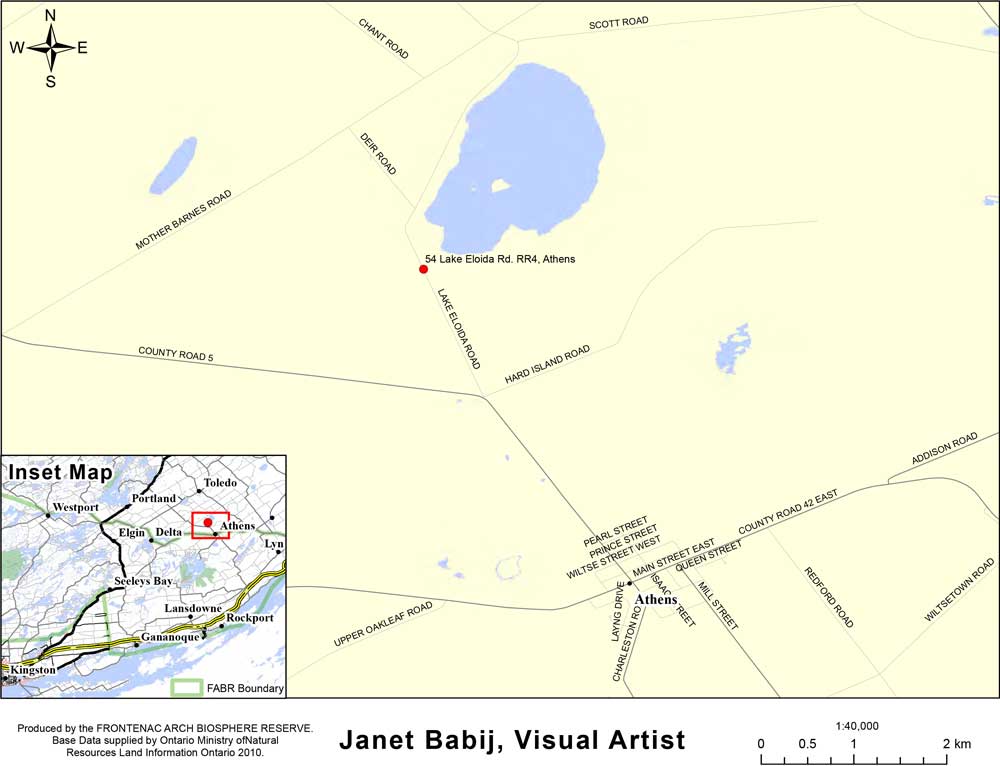 N
W E
S
CHANT ROAD
SCOTT ROAD
DEIR ROAD
MOTHER BARNES ROAD
54 Lake Eloida Rd. RR4, Athens
LAKE ELOIDA ROAD
COUNTY ROAD 5
HARD ISLAND ROAD
ADDISON ROAD
COUNTY ROAD 42 EAST
PEARL STREET
PRINCE STREET
WILTSE STREET WEST
MAIN STREET EAST
QUEEN STREET
ISAAC STREET
MILL STREET
Athens
LAYNG DRIVE
CHARLESTON ROAD
REDFORD ROAD
WILTSETOWN ROAD
UPPER OAKLEAF ROAD
Inset Map
Toledo
Portland
Westport
Athens
Elgin
Delta
Lyn
Seeleys Bay
Lansdowne
Rockport
Gananoque
Kingston
FABR Boundary
Produced by the FRONTENAC ARCH BIOSPHERE RESERVE.
Base Data supplied by Ontario Ministry ofNatural
Resources Land Information Ontario 2010.
Janet Babij, Visual Artist
1:40,000
0 0.5 1 2 km